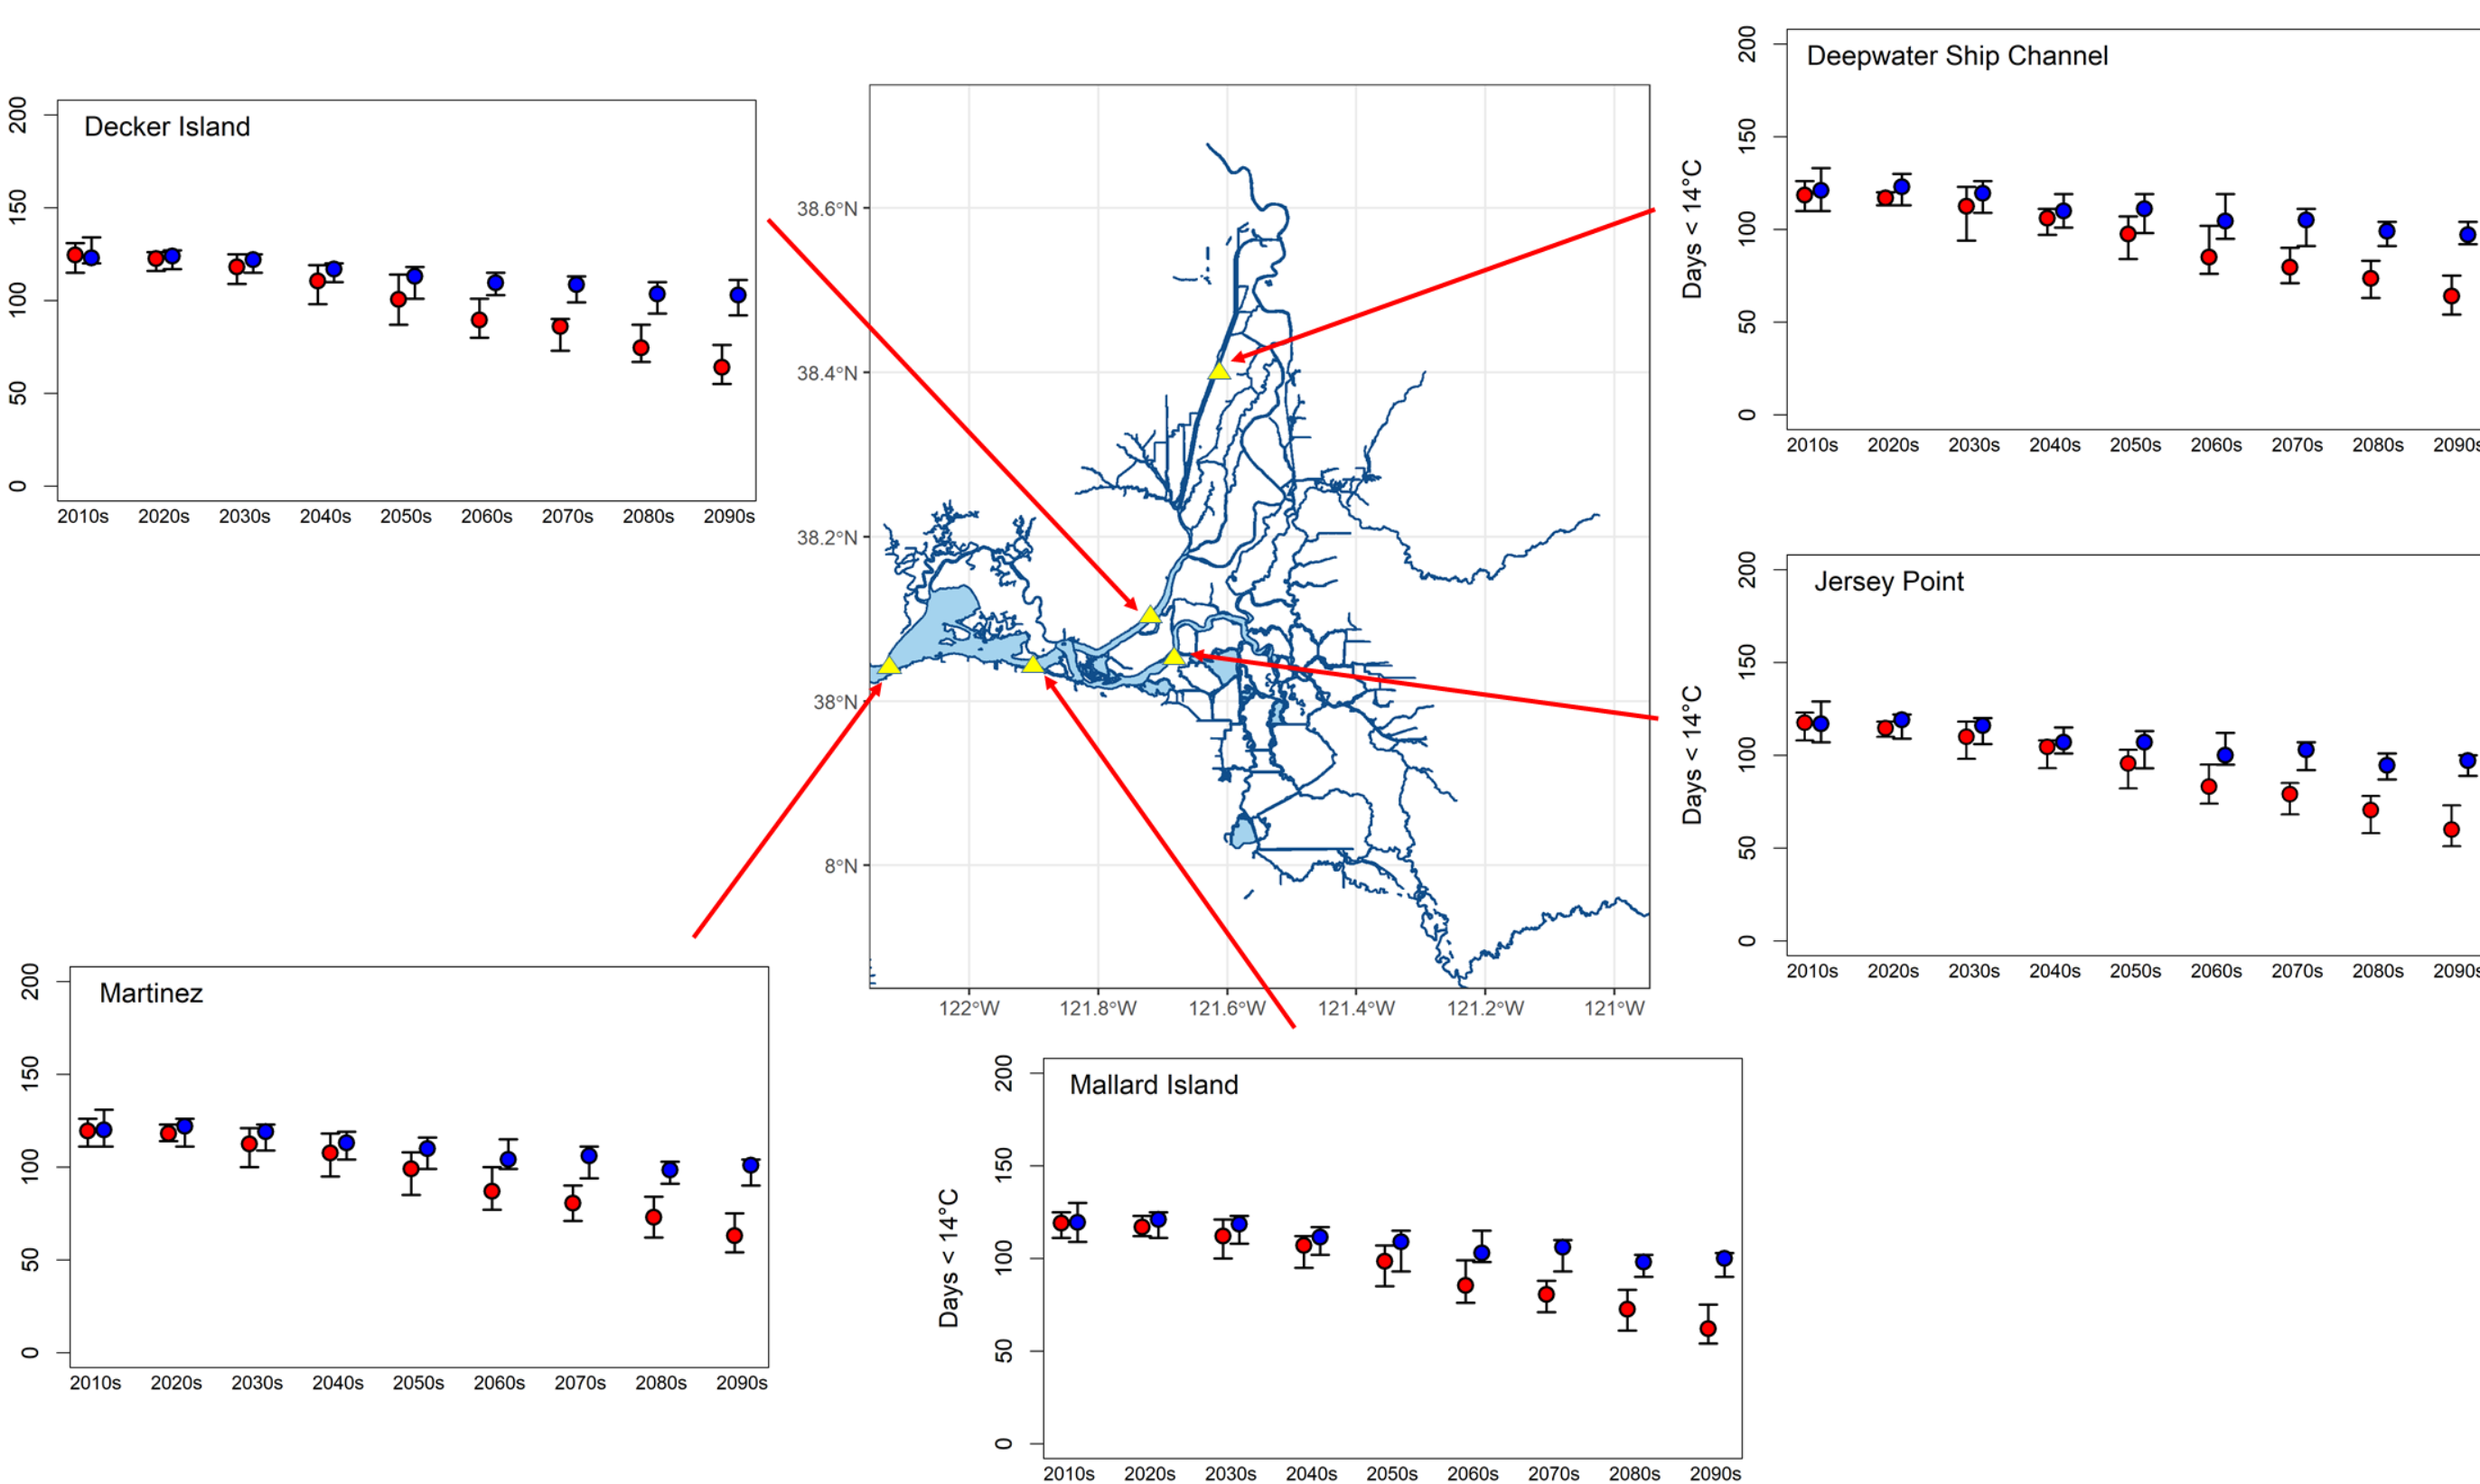 Decker Island
200
150
100
50
0
2010s 2020s 2030s 2040s 2050s 2060s 2070s 2080s 2090s
38.6°N
38.4°N
38.2°N
38°N
8°N
122°W 121.8°W 121.6°W 121.4°W 121.2°W 121°W
Deepwater Ship Channel
Days < 14°C
200
150
100
50
0
2010s 2020s 2030s 2040s 2050s 2060s 2070s 2080s 2090s
Jersey Point
Days < 14°C
200
150
100
50
0
2010s 2020s 2030s 2040s 2050s 2060s 2070s 2080s 2090s
Martinez
200
150
100
50
0
2010s 2020s 2030s 2040s 2050s 2060s 2070s 2080s 2090s
Mallard Island
Days < 14°C
200
150
100
50
0
2010s 2020s 2030s 2040s 2050s 2060s 2070s 2080s 2090s